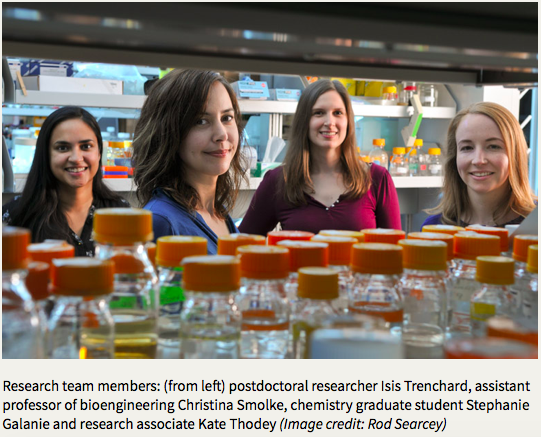 Research team members: (from left) postdoctoral researcher Isis Trenchard, assistant
professor of bioengineering Christina Smolke, chemistry graduate student Stephanie
Galanie and research associate Kate Thodey (Image credit: Rod Searcey)